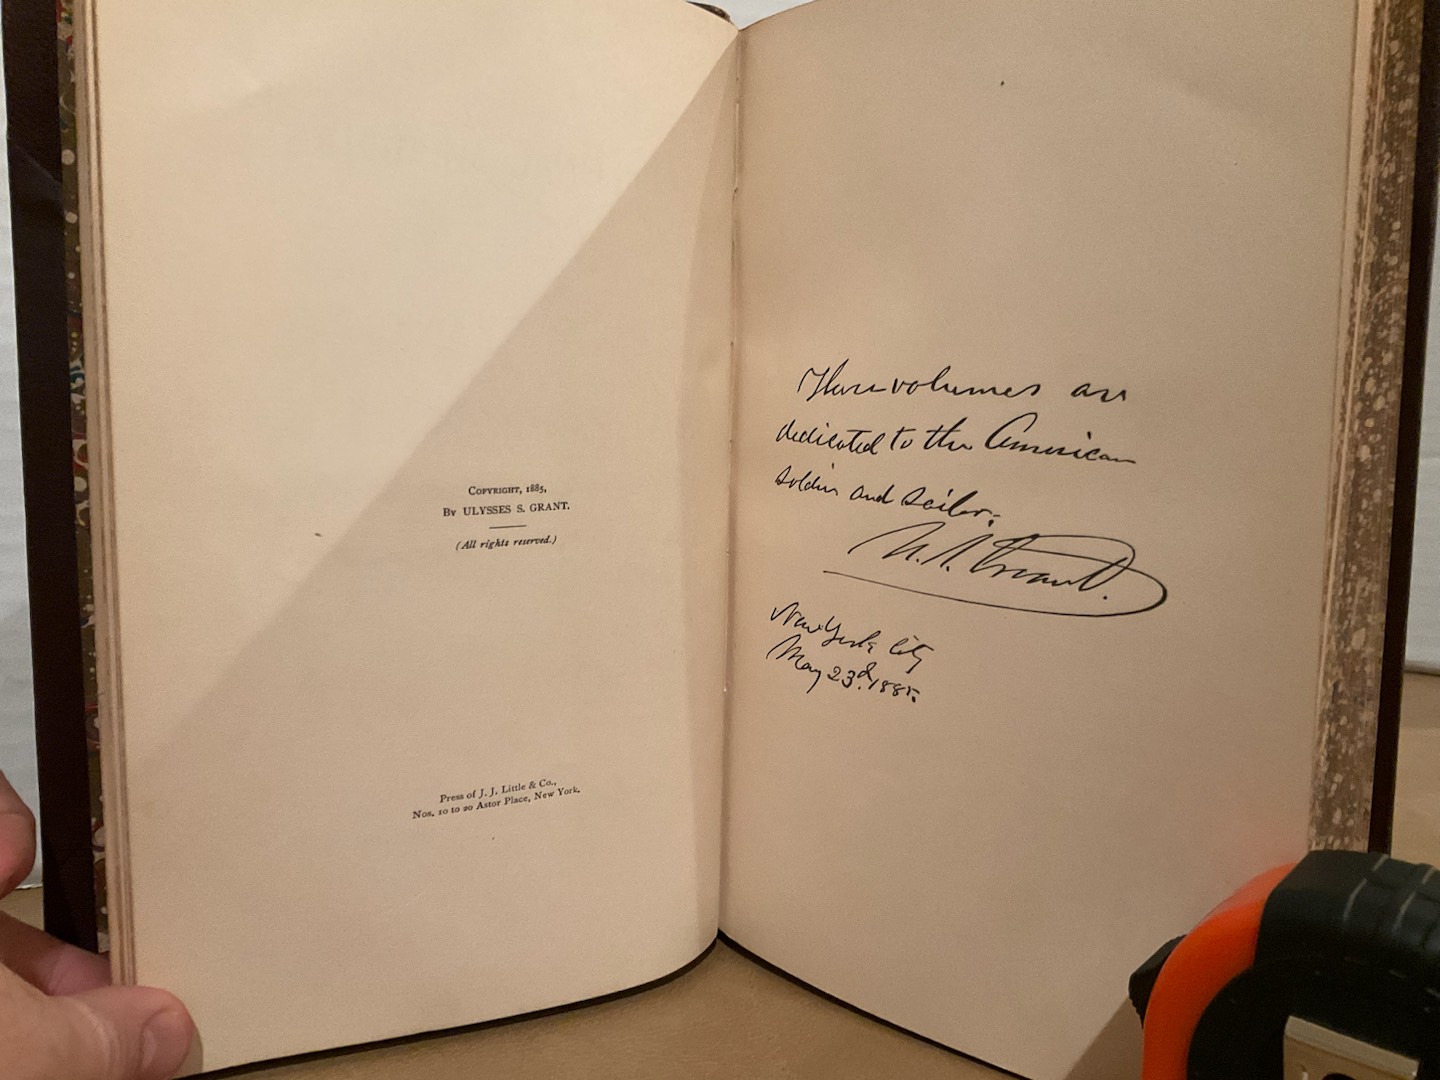 COPYRIGHT, 1885,
BY ULYSSES S. GRANT.
(All rights reserved.)
Press of J. J. Little & Co.,
Nos. 10 to 20 Astor Place, New York.
These volumes are
dedicated to the American
soldier and sailor.
U. S. Grant.
New York City
May 23d. 1885.